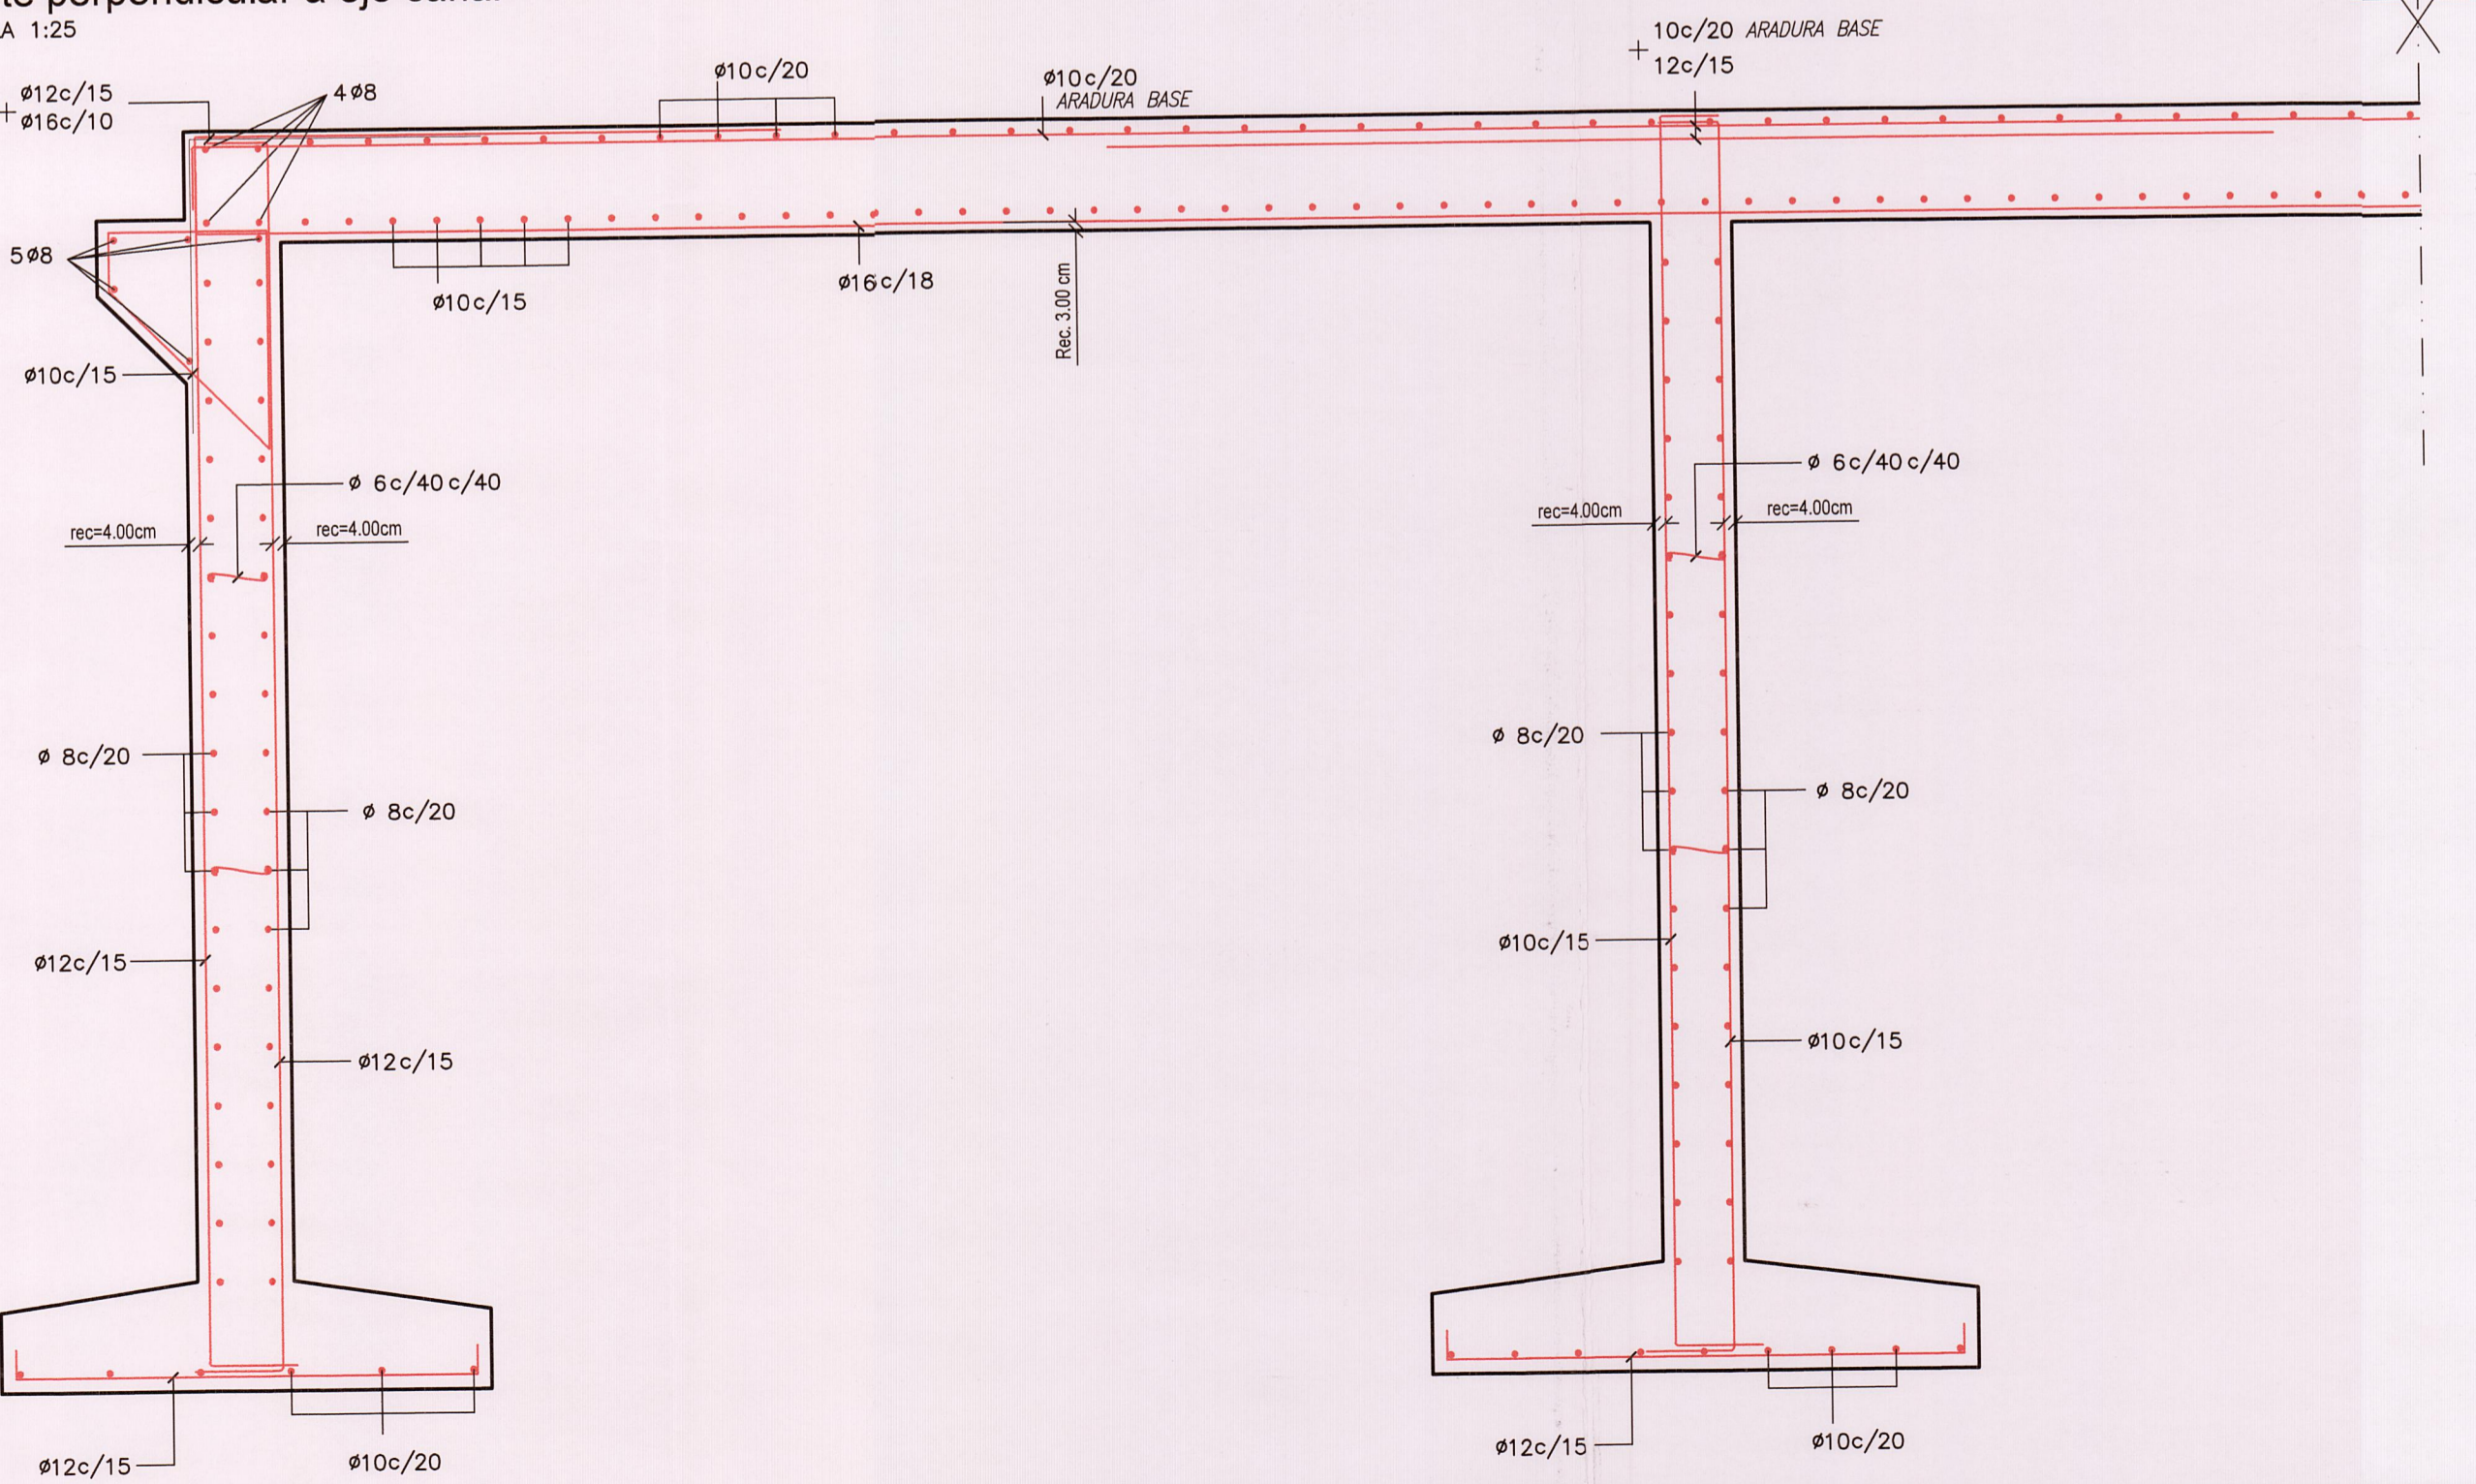 A 1:25
10c/20 ARADURA BASE
+
12c/15
ø10c/20
ø10c/20
ARADURA BASE
ø12c/15
+
ø16c/10
4ø8
5ø8
ø16c/18
ø10c/15
Rec. 3.00 cm
ø10c/15
ø 6c/40 c/40
ø 6c/40 c/40
rec=4.00cm
rec=4.00cm
rec=4.00cm
rec=4.00cm
ø 8c/20
ø 8c/20
ø 8c/20
ø 8c/20
ø12c/15
ø10c/15
ø12c/15
ø10c/15
ø12c/15
ø10c/20
ø12c/15
ø10c/20